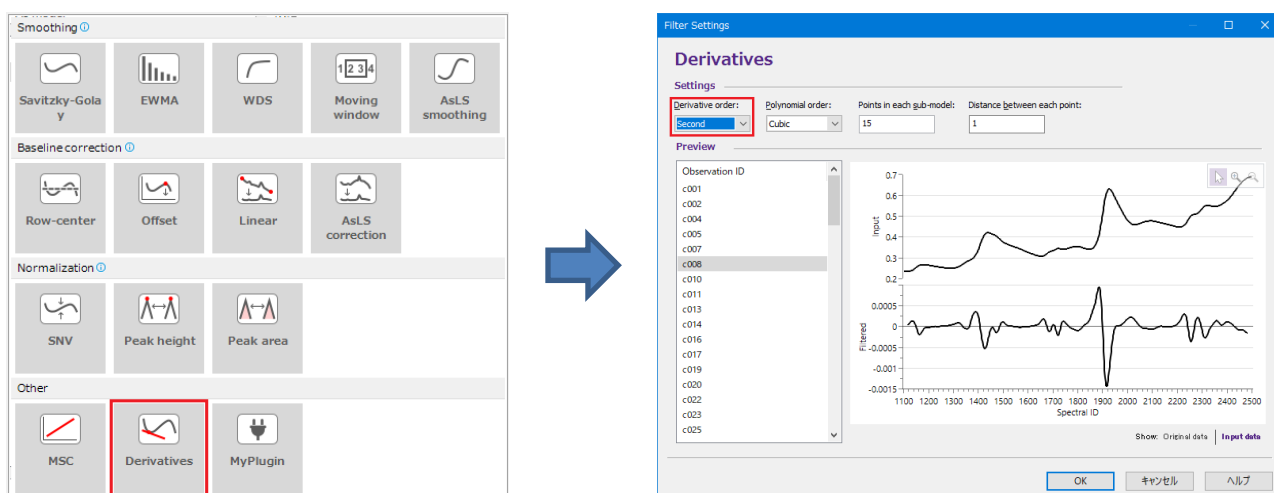 Smoothing
Savitzky-Gola
y
EWMA
WDS
1 2 3 4
Moving
window
AsLS
smoothing
Baseline correction
Row-center
Offset
Linear
AsLS
correction
Normalization
SNV
Peak height
Peak area
Other
MSC
Derivatives
MyPlugin
Filter Settings
Derivatives
Settings
Derivative order:
Second
Polynomial order:
Cubic
Points in each sub-model:
15
Distance between each point:
1
Preview
Observation ID
c001
c002
c004
c005
c007
c008
c010
c011
c013
c014
c016
c017
c019
c020
c022
c023
c025
Input
0.7
0.6
0.5
0.4
0.3
0.2
Filtered
0.0005
0
-0.0005
-0.001
-0.0015
1100 1200 1300 1400 1500 1600 1700 1800 1900 2000 2100 2200 2300 2400 2500
Spectral ID
Show: Original data Input data
OK
キャンセル
ヘルプ